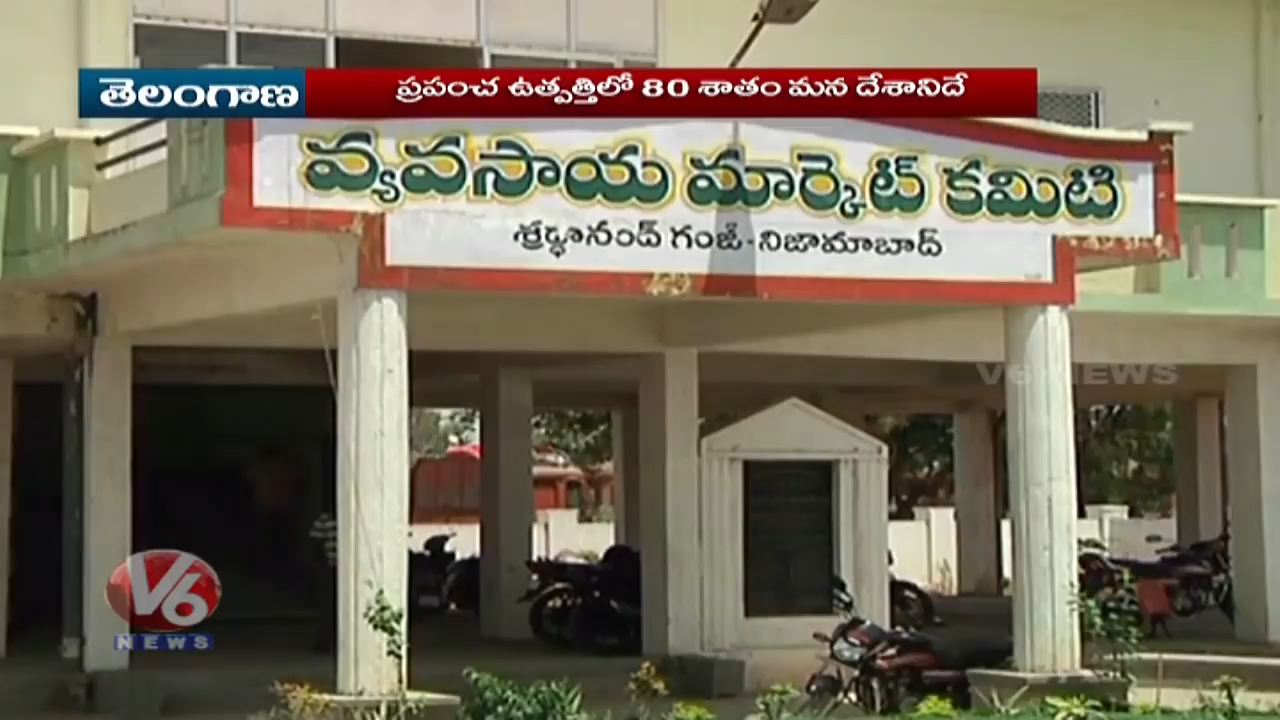 తెలంగాణ
ప్రపంచ ఉత్పత్తిలో 80 శాతం మన దేశానిదే
వ్యవసాయ మార్కెట్ కమిటి
శ్రద్ధానంద్ గంజ్-నిజామాబాద్
V6 NEWS
V6
NEWS